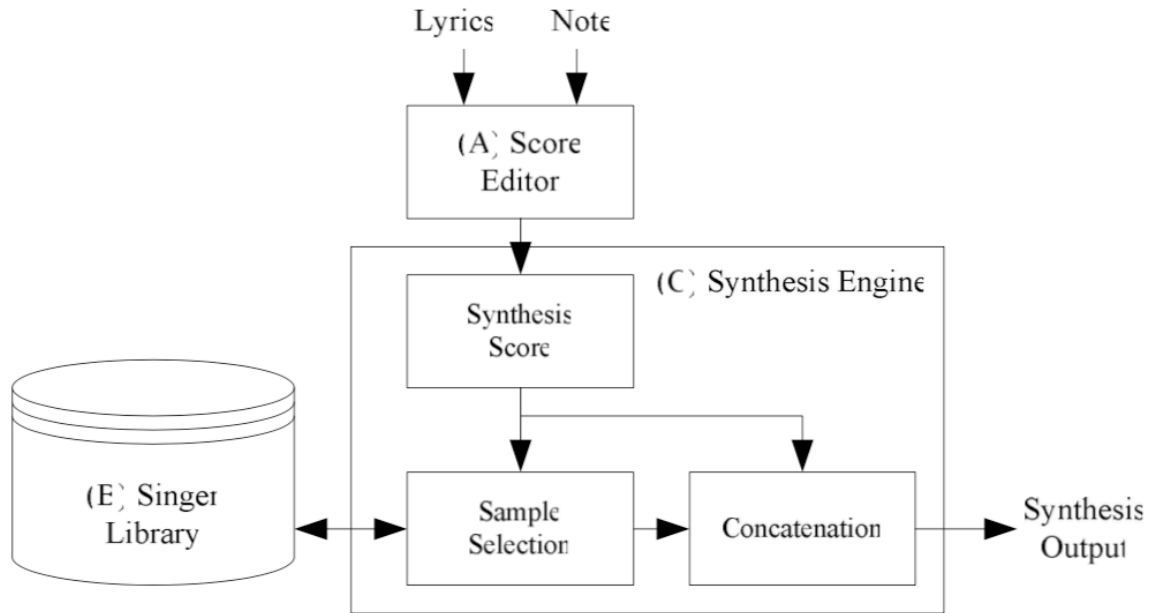 Lyrics Note
(A) Score
Editor
(C) Synthesis Engine
Synthesis
Score
(B) Singer
Library
Sample
Selection
Concatenation
Synthesis
Output